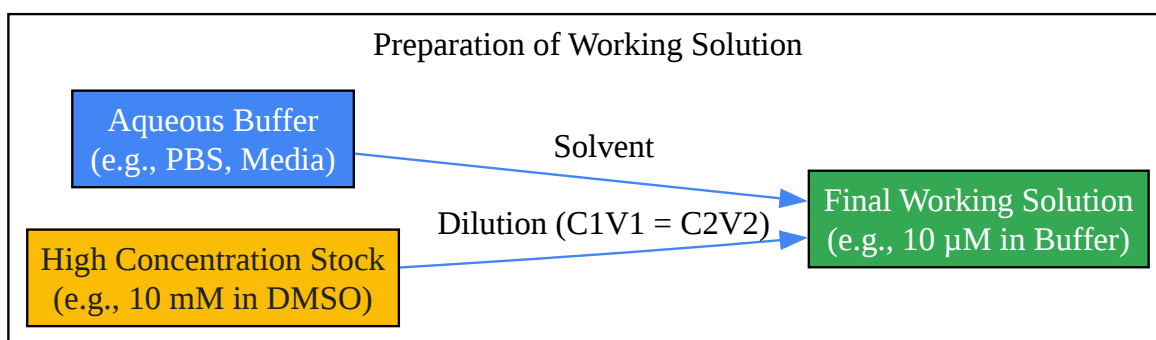 Preparation of Working Solution
Aqueous Buffer
(e.g., PBS, Media)
Solvent
Dilution (C1V1 = C2V2)
High Concentration Stock
(e.g., 10 mM in DMSO)
Final Working Solution
(e.g., 10 µM in Buffer)